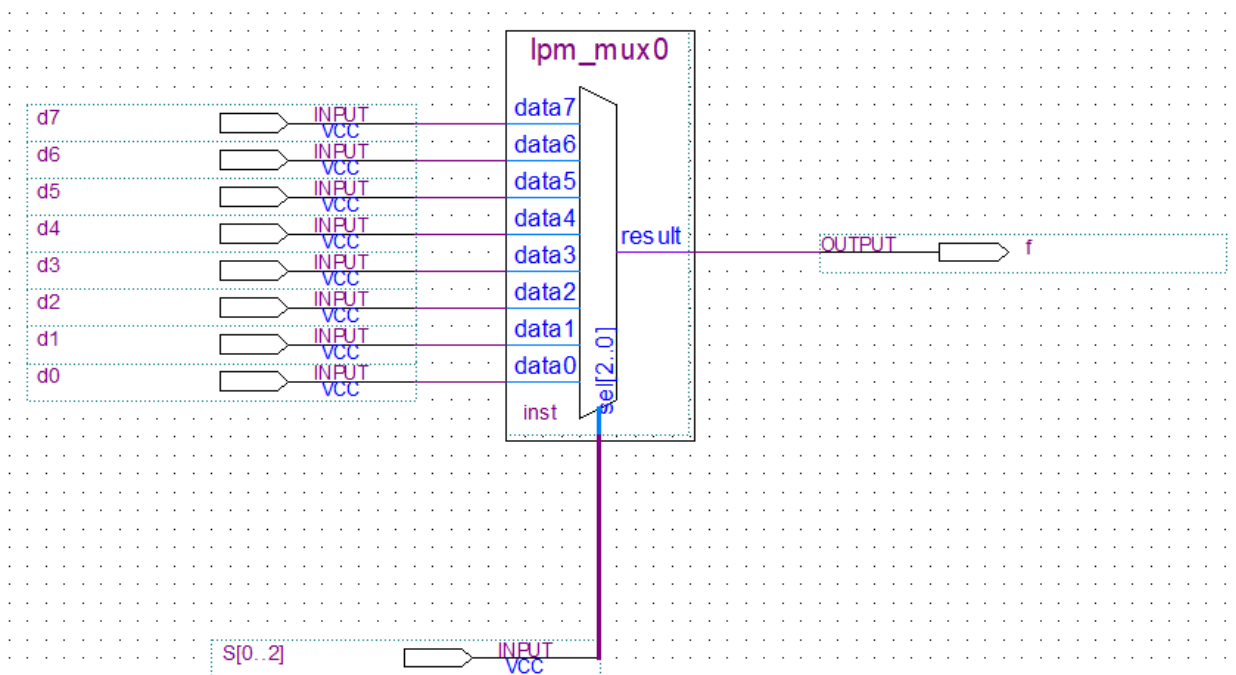 lpm_mux0
d7 INPUT VCC data7
d6 INPUT VCC data6
d5 INPUT VCC data5
d4 INPUT VCC data4
d3 INPUT VCC data3
d2 INPUT VCC data2
d1 INPUT VCC data1
d0 INPUT VCC data0
sel[2..0]
result
OUTPUT f
inst
S[0..2] INPUT VCC